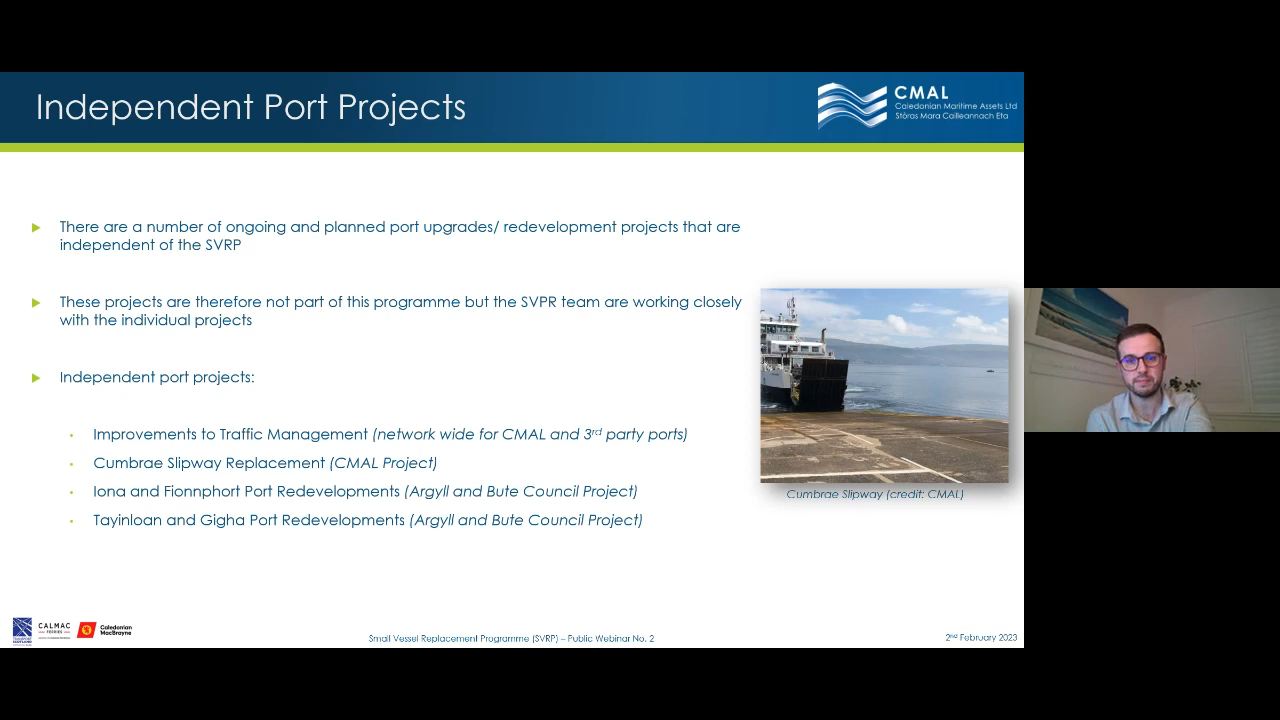 Independent Port Projects
CMAL
Caledonian Maritime Assets Ltd
Stòras Mara Cailleannach Eta
There are a number of ongoing and planned port upgrades/ redevelopment projects that are
independent of the SVRP
These projects are therefore not part of this programme but the SVPR team are working closely
with the individual projects
Independent port projects:
Improvements to Traffic Management (network wide for CMAL and 3rd party ports)
Cumbrae Slipway Replacement (CMAL Project)
Iona and Fionnphort Port Redevelopments (Argyll and Bute Council Project)
Tayinloan and Gigha Port Redevelopments (Argyll and Bute Council Project)
Cumbrae Slipway (credit: CMAL)
CALMAC
FERRIES
Caledonian
MacBrayne
Small Vessel Replacement Programme (SVRP) – Public Webinar No. 2
2nd February 2023